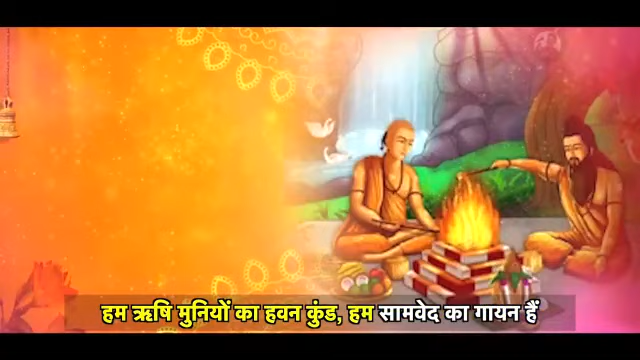 हम ऋषि मुनियों का हवन कुंड, हम सामवेद का गायन हैं